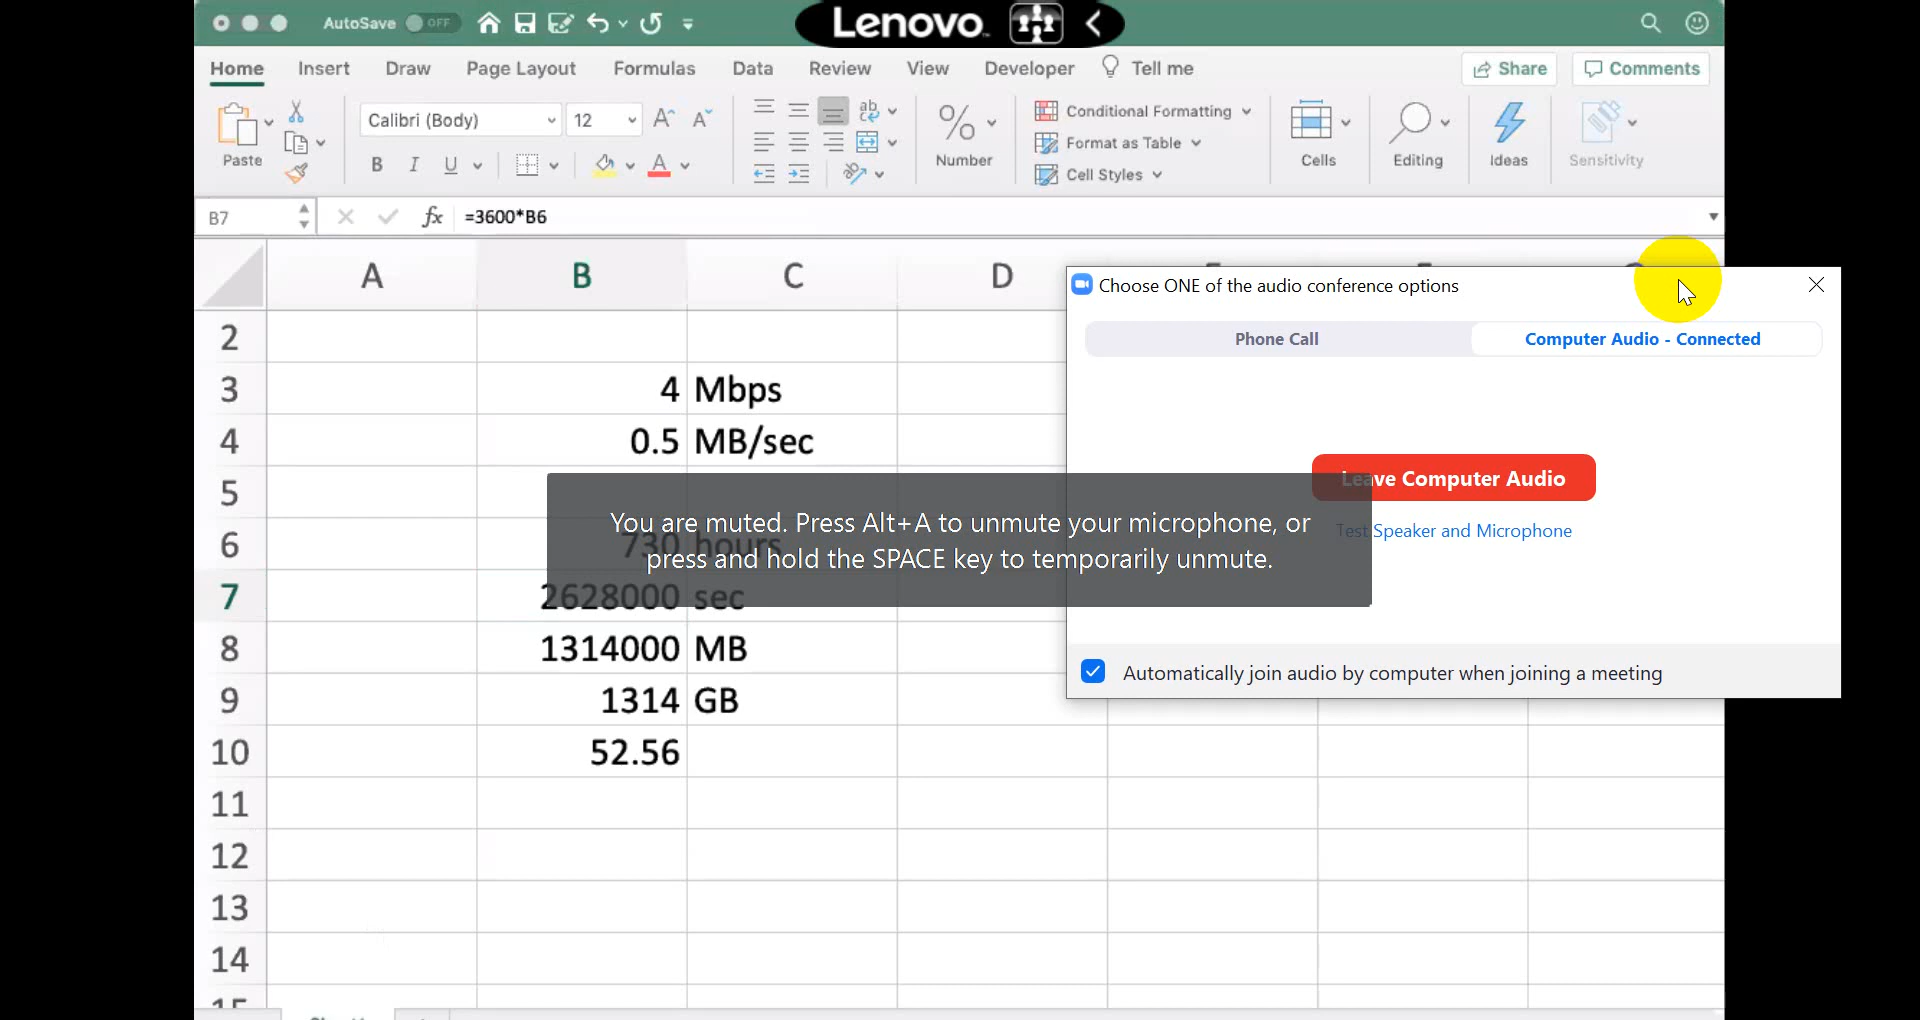 AutoSave OFF
Lenovo
Home Insert Draw Page Layout Formulas Data Review View Developer Tell me
Share Comments
Paste
Calibri (Body) 12
B I U
ab
A
Number
Conditional Formatting
Format as Table
Cell Styles
Cells
Editing
Ideas
Sensitivity
B7 fx =3600*B6
A B C D
2
3 4 Mbps
4 0.5 MB/sec
5
6 730 hours
7 2628000 sec
8 1314000 MB
9 1314 GB
10 52.56
11
12
13
14
15
Choose ONE of the audio conference options
Phone Call Computer Audio - Connected
Leave Computer Audio
Test Speaker and Microphone
Automatically join audio by computer when joining a meeting
You are muted. Press Alt+A to unmute your microphone, or
press and hold the SPACE key to temporarily unmute.